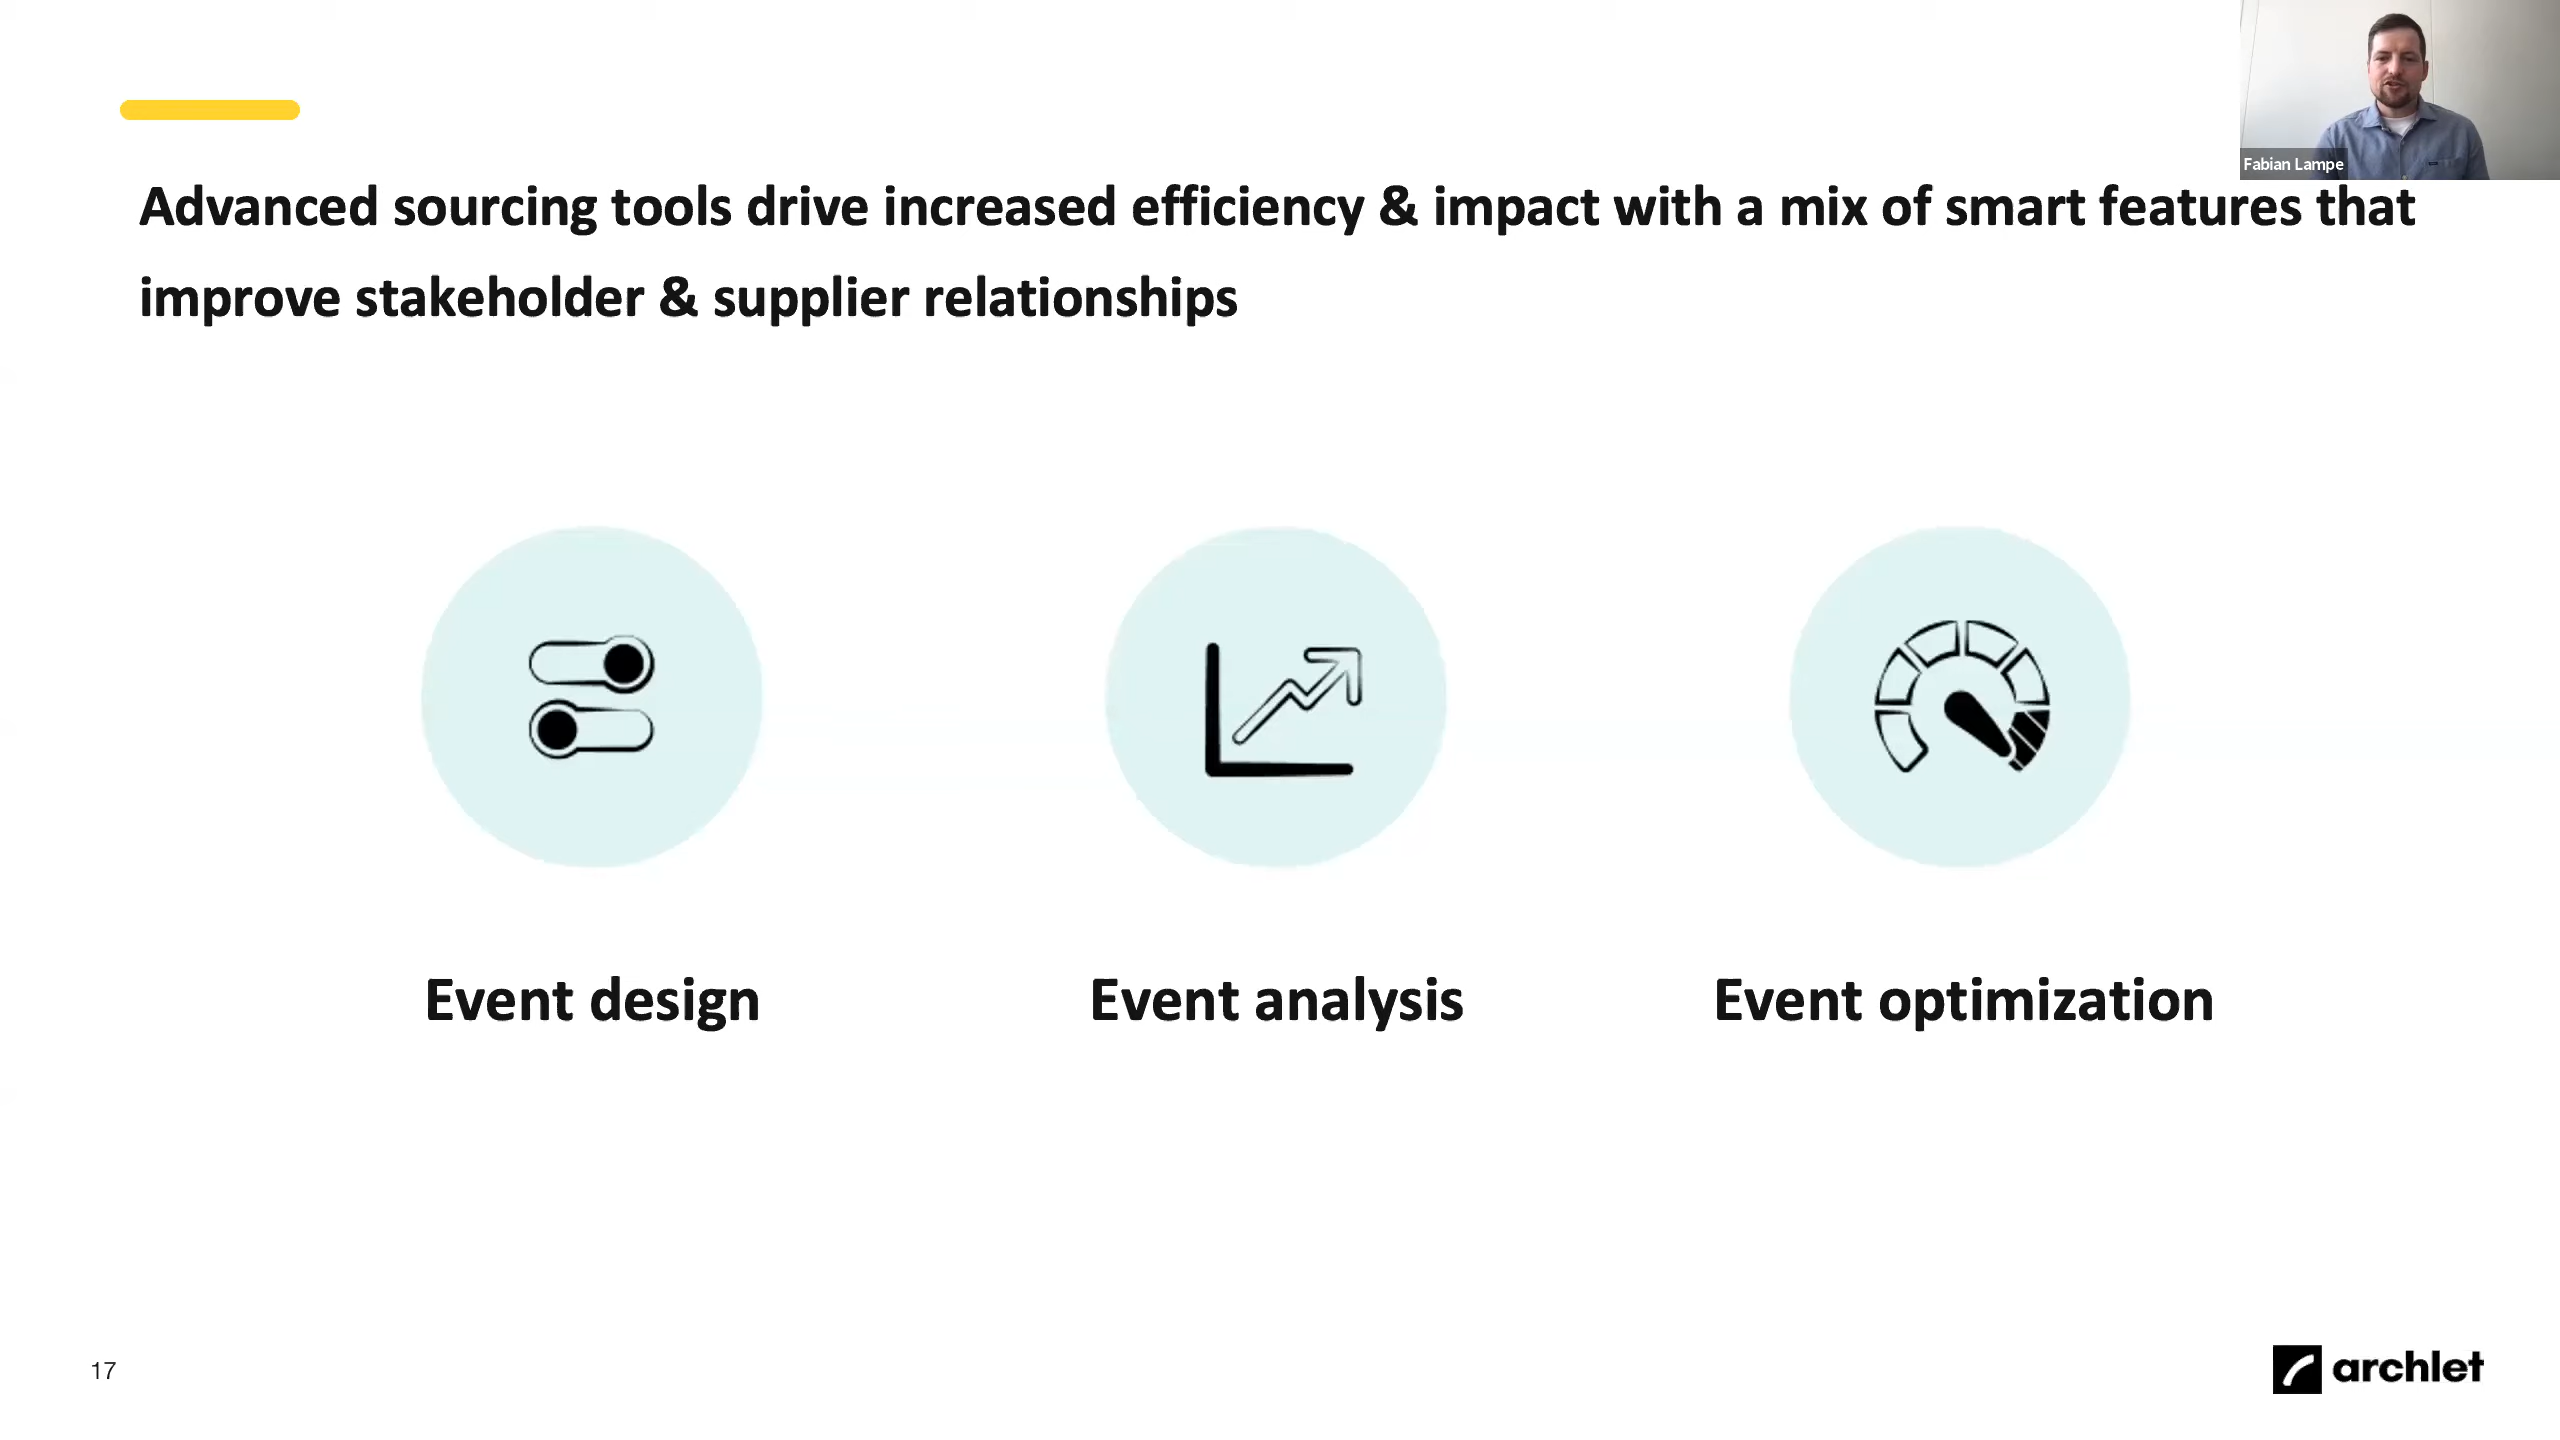 Fabian Lampe
Advanced sourcing tools drive increased efficiency & impact with a mix of smart features that
improve stakeholder & supplier relationships
Event design
Event analysis
Event optimization
17
archlet